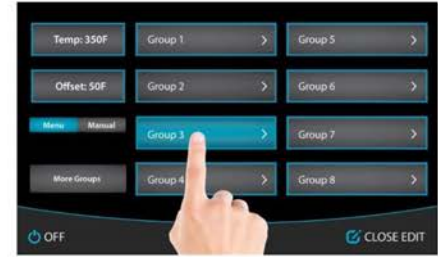 Temp: 350F
Group 1
Group 5
Offset: 50F
Group 2
Group 6
Menu Manual
Group 3
Group 7
More Groups
Group 4
Group 8
OFF
CLOSE EDIT